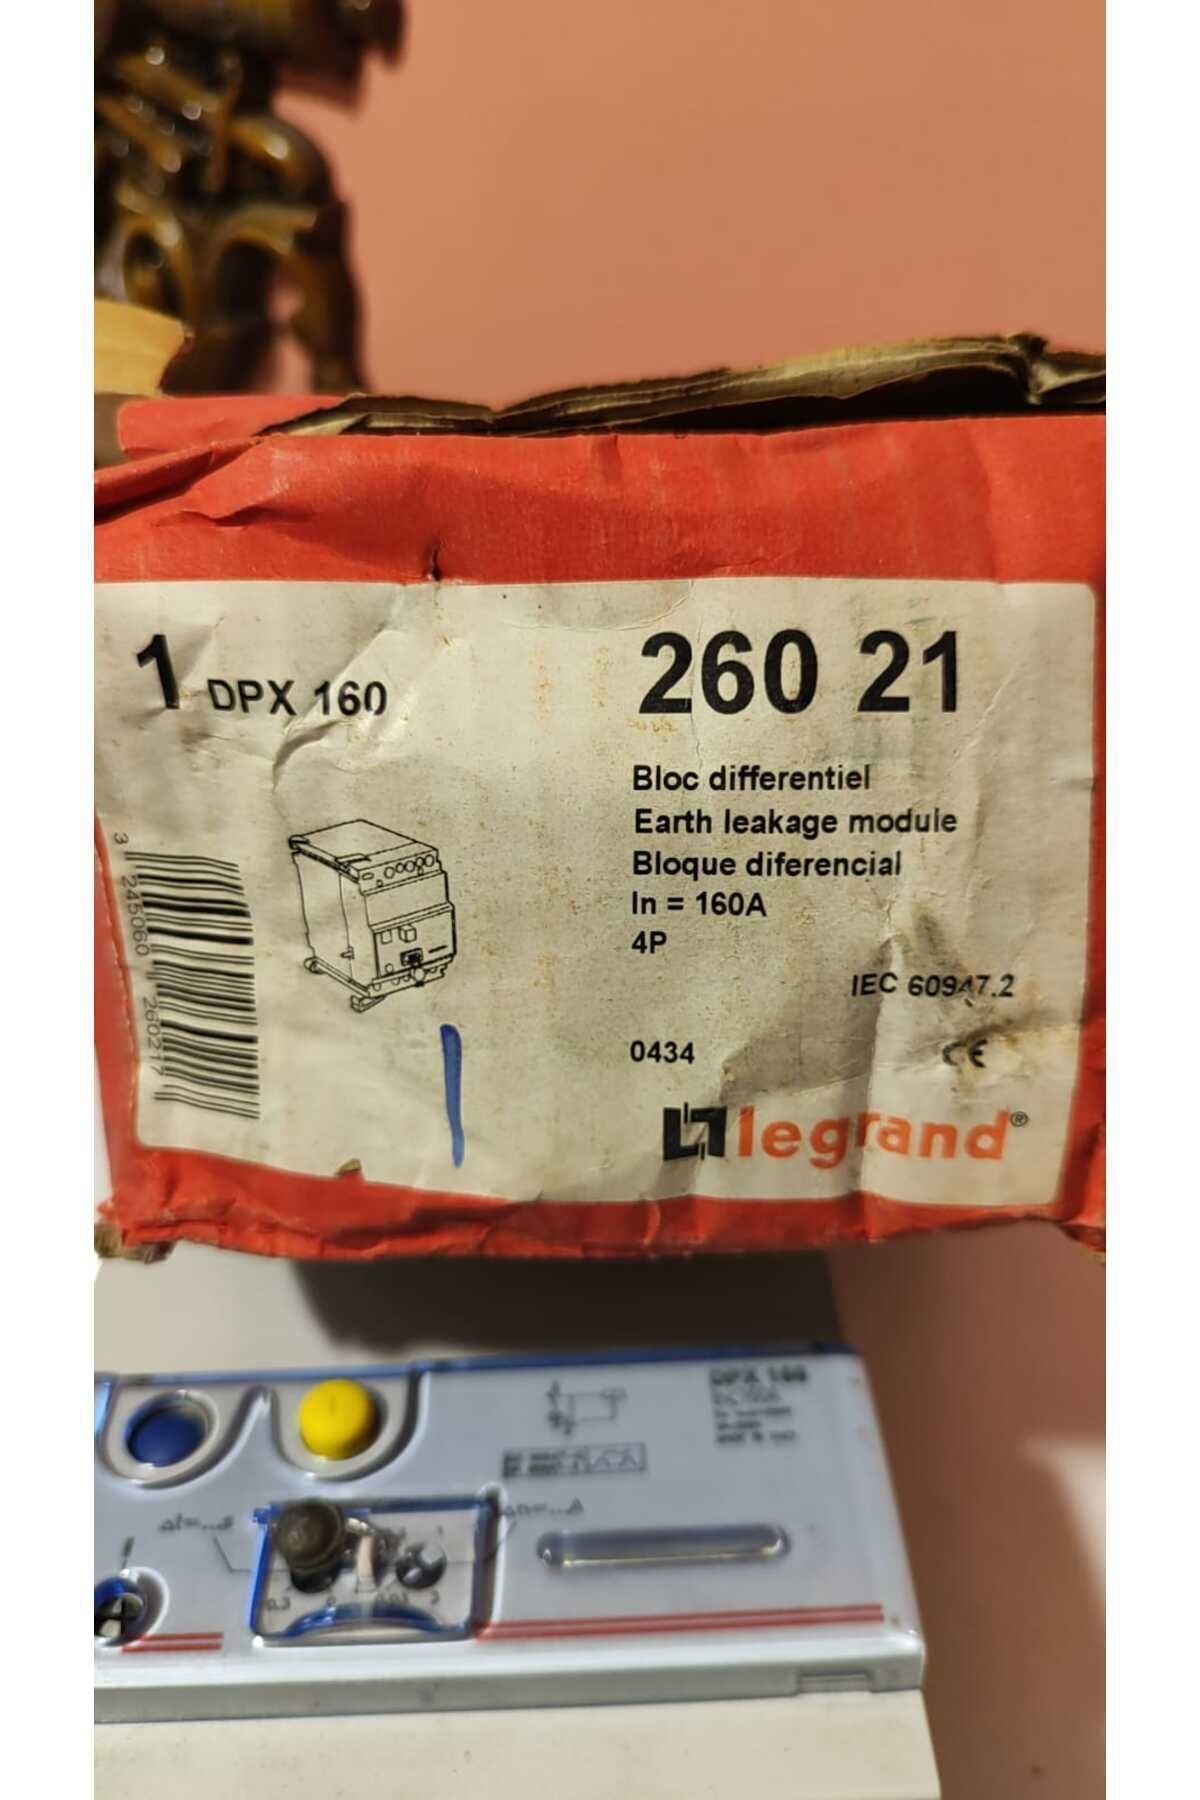 1 DPX 160
260 21
Bloc differentiel
Earth leakage module
Bloque diferencial
In = 160A
4P
IEC 60947.2
0434
CE
legrand®
3 245060 260217
DPX 160